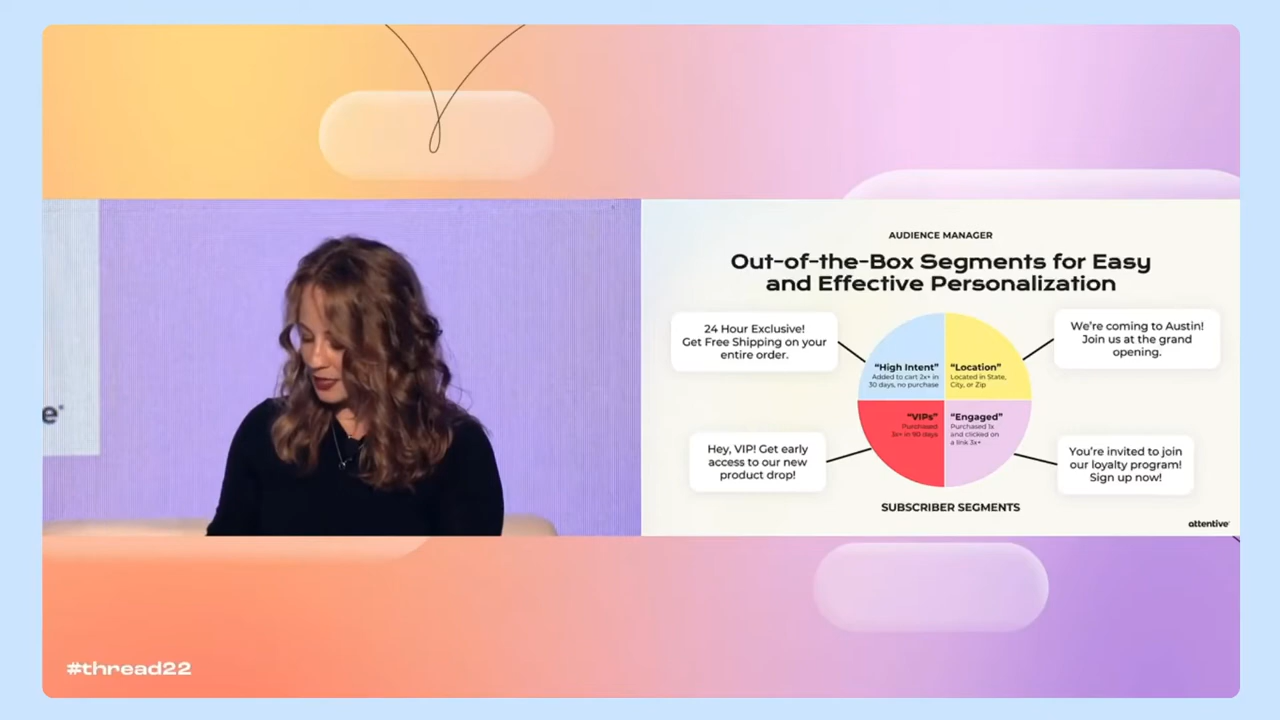 AUDIENCE MANAGER
Out-of-the-Box Segments for Easy
and Effective Personalization
24 Hour Exclusive!
Get Free Shipping on your
entire order.
We're coming to Austin!
Join us at the grand
opening.
"High Intent"
Added to cart 2x+ in
30 days, no purchase
"Location"
Located in State,
City, or Zip
"VIPs"
Purchased
3x+ in 90 days
"Engaged"
Purchased 1x
and clicked on
a link 3x+
Hey, VIP! Get early
access to our new
product drop!
You're invited to join
our loyalty program!
Sign up now!
SUBSCRIBER SEGMENTS
attentive
e
#thread22